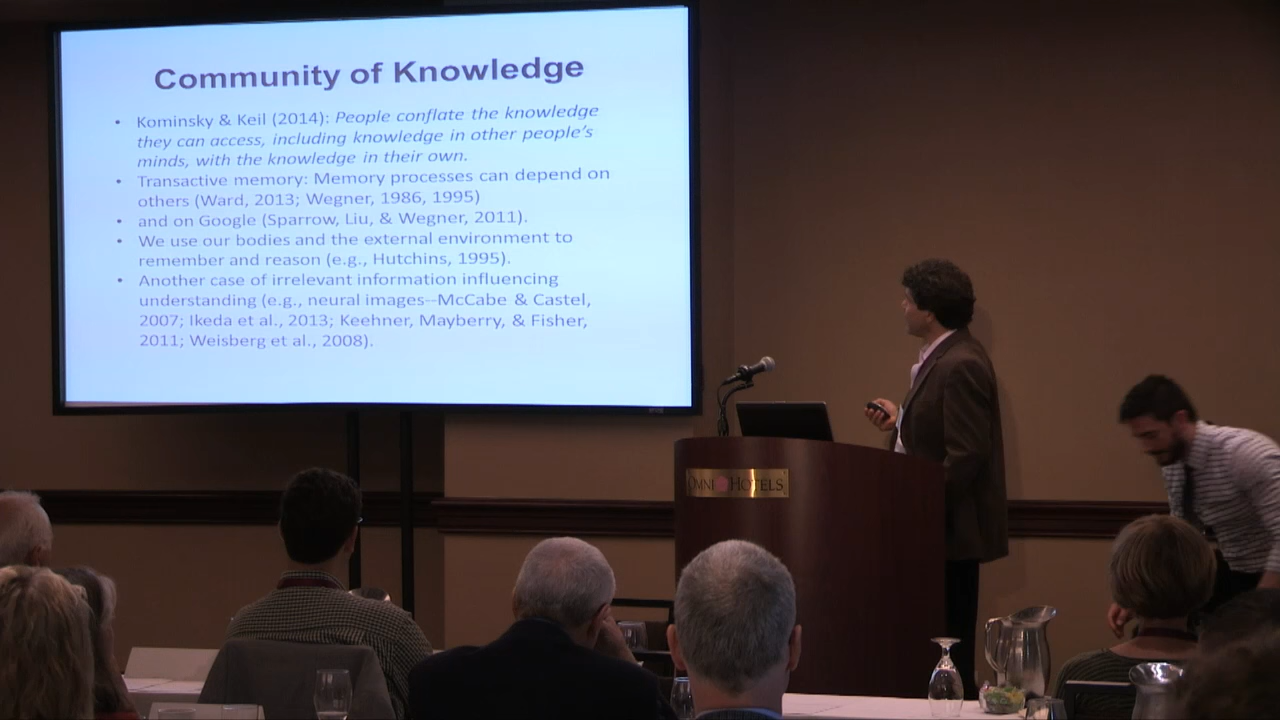 Community of Knowledge
• Kominsky & Keil (2014): People conflate the knowledge
they can access, including knowledge in other people's
minds, with the knowledge in their own.
• Transactive memory: Memory processes can depend on
others (Ward, 2013; Wegner, 1986, 1995)
• and on Google (Sparrow, Liu, & Wegner, 2011).
• We use our bodies and the external environment to
remember and reason (e.g., Hutchins, 1995).
• Another case of irrelevant information influencing
understanding (e.g., neural images--McCabe & Castel,
2007; Ikeda et al., 2013; Keehner, Mayberry, & Fisher,
2011; Weisberg et al., 2008).
OMNI HOTELS